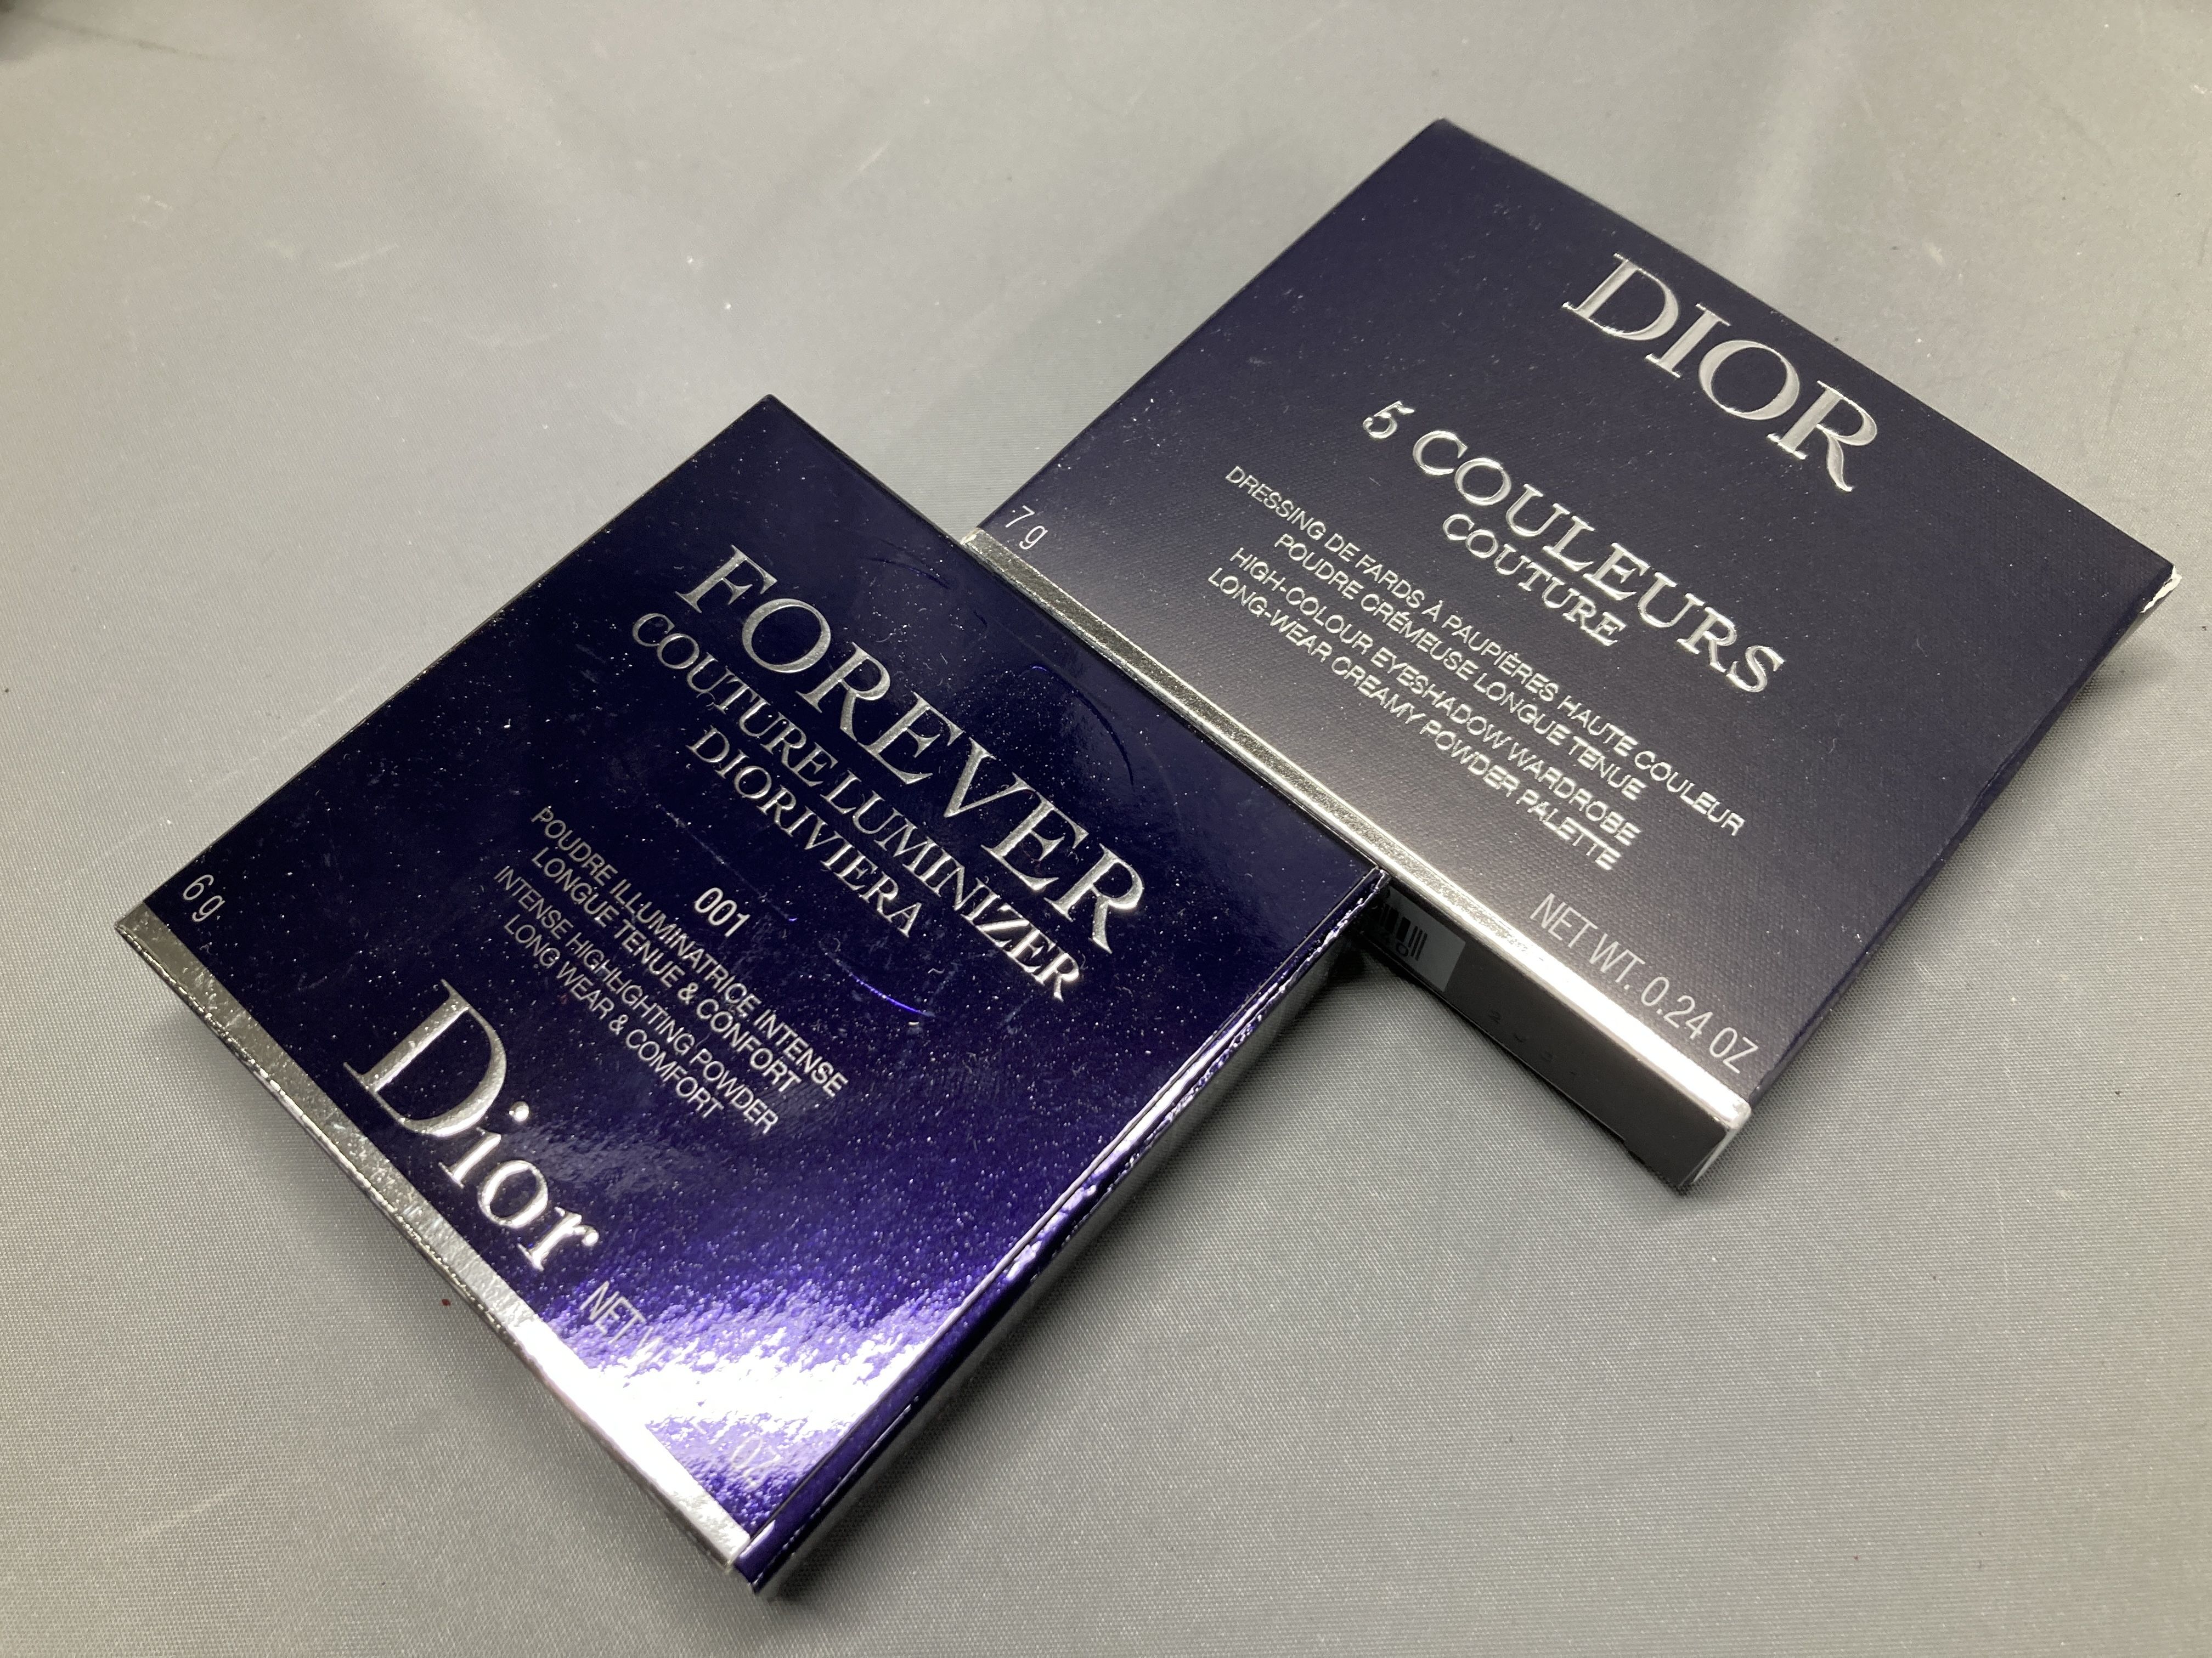 FOREVER
COUTURE LUMINIZER
DIORIVIERA
001
POUDRE ILLUMINATRICE INTENSE
LONGUE TENUE & CONFORT
INTENSE HIGHLIGHTING POWDER
LONG WEAR & COMFORT
Dior
6 g
NET
OZ
DIOR
5 COULEURS
COUTURE
DRESSING DE FARDS À PAUPIÈRES HAUTE COULEUR
POUDRE CRÉMEUSE LONGUE TENUE
HIGH-COLOUR EYESHADOW WARDROBE
LONG-WEAR CREAMY POWDER PALETTE
7 g
NET WT. 0.24 OZ